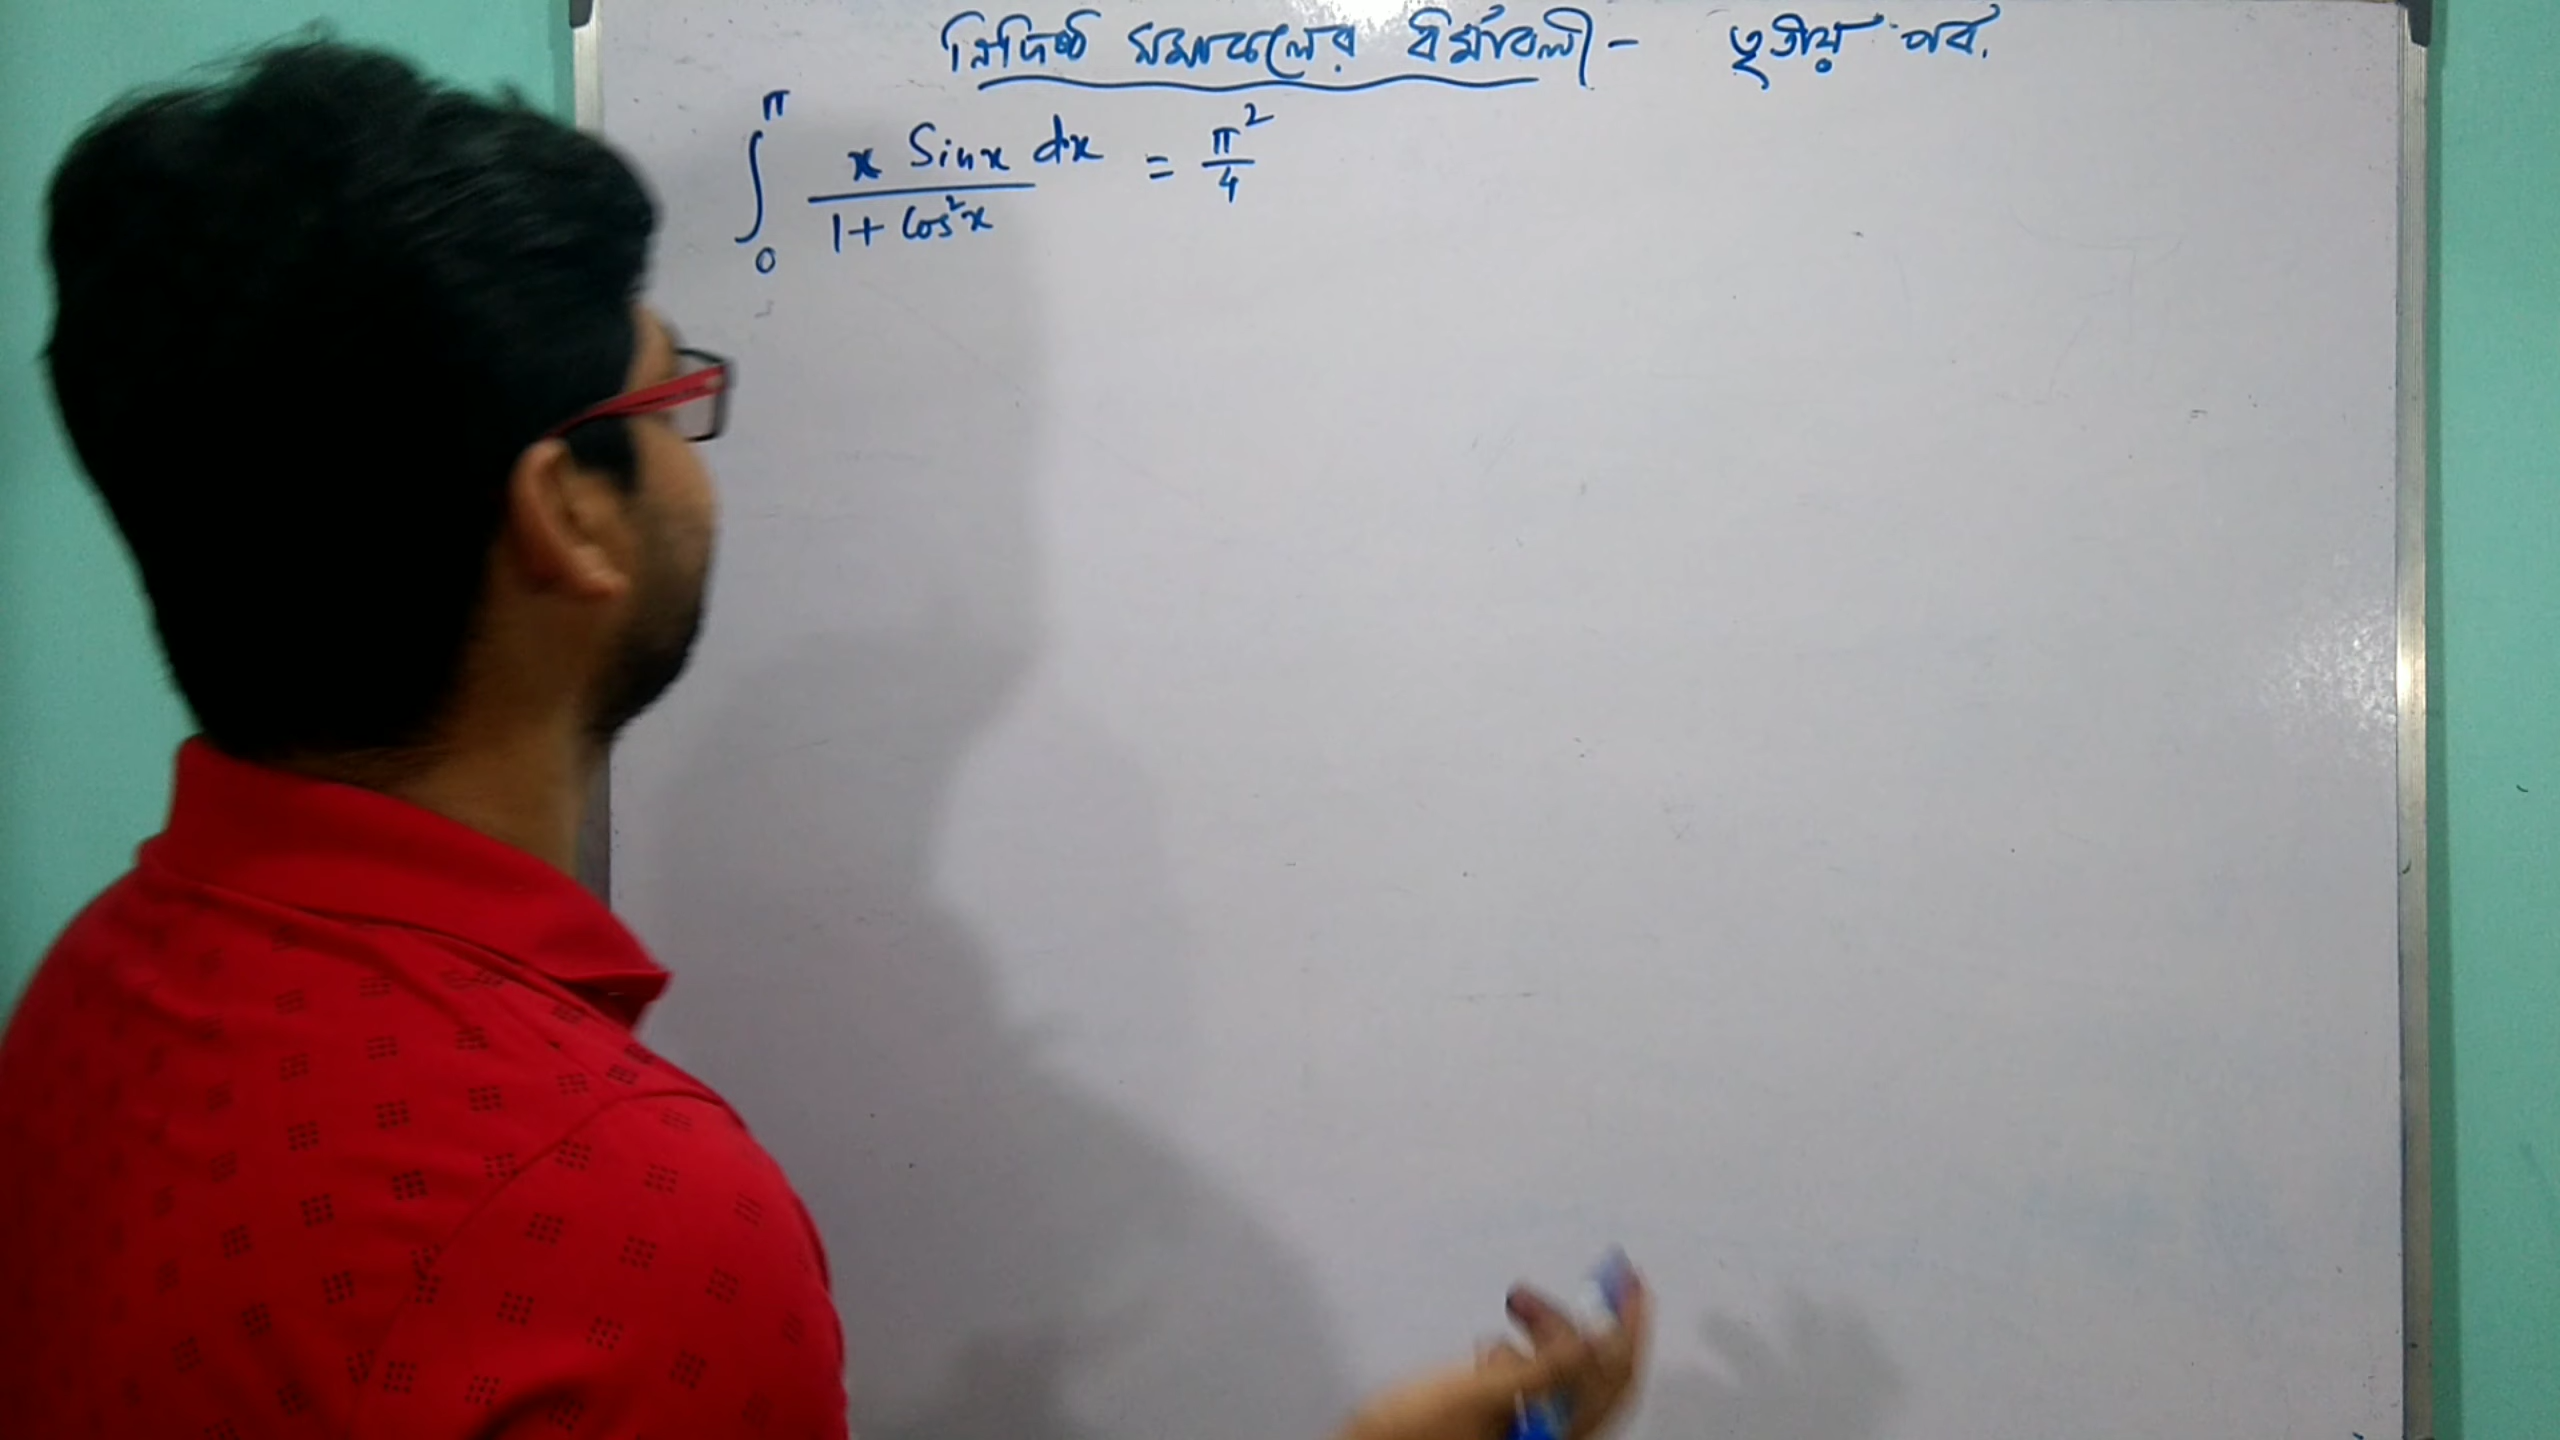 নির্দিষ্ট সমাকলের ধর্মাবলী - তৃতীয় পর্ব.
∫₀^π x Sinx dx / 1 + Cos²x = π²/4